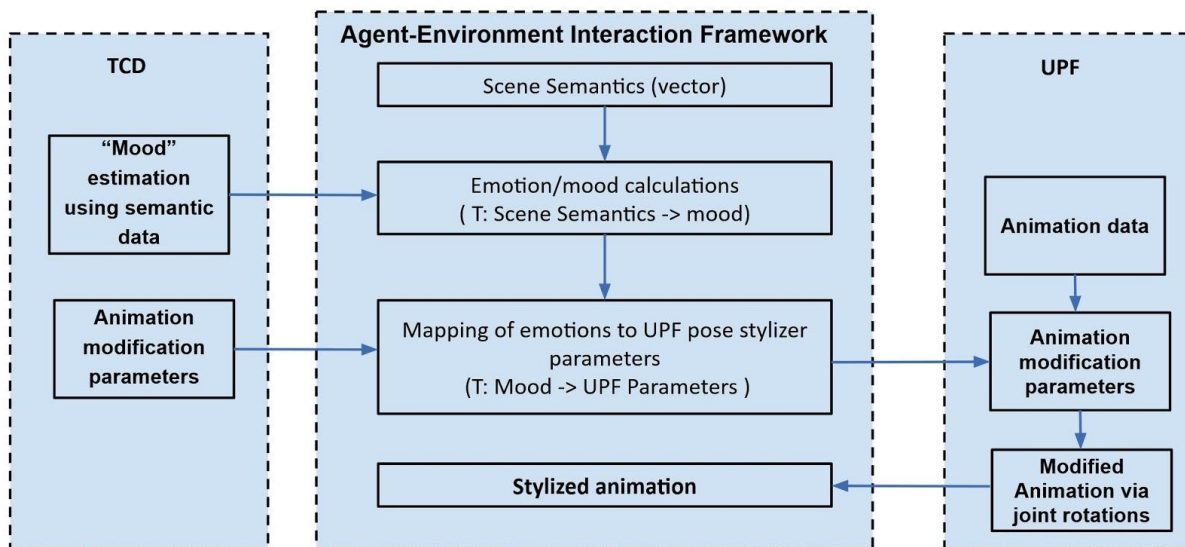 TCD
"Mood"
estimation
using semantic
data
Animation
modification
parameters
Agent-Environment Interaction Framework
Scene Semantics (vector)
Emotion/mood calculations
( T: Scene Semantics -> mood)
Mapping of emotions to UPF pose stylizer
parameters
(T: Mood -> UPF Parameters )
Stylized animation
UPF
Animation data
Animation
modification
parameters
Modified
Animation via
joint rotations